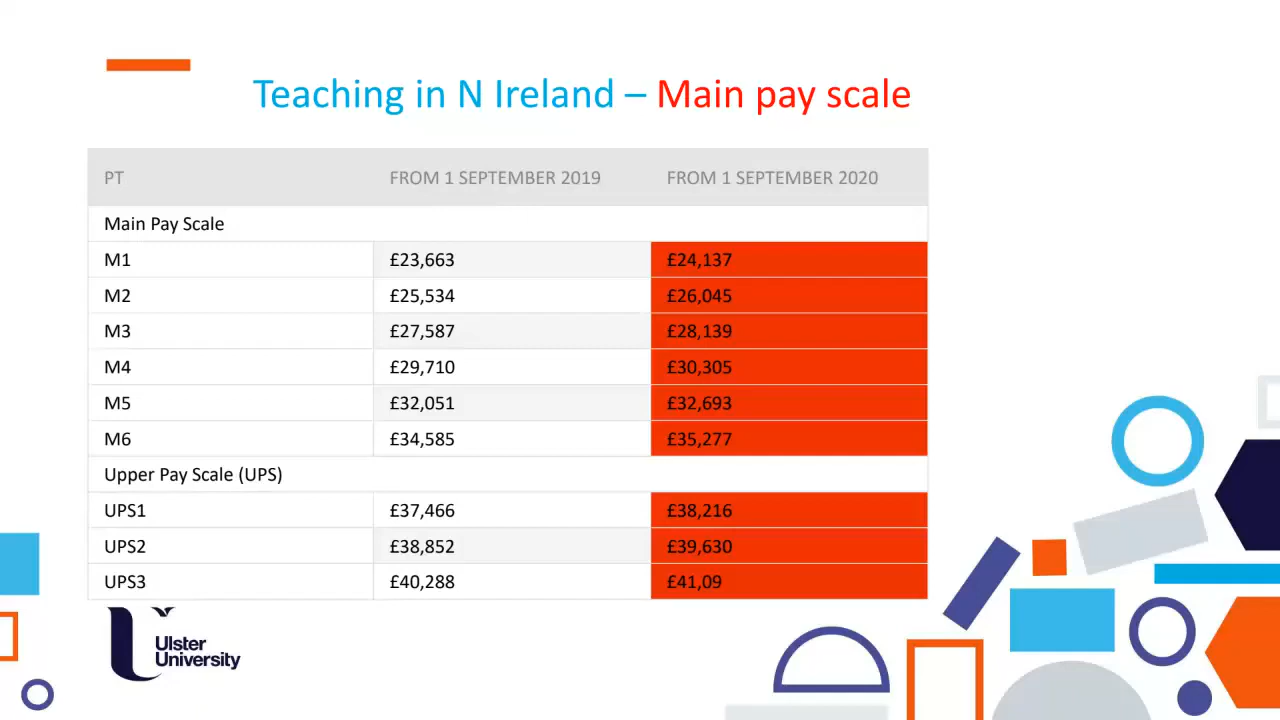 Teaching in N Ireland – Main pay scale
PT FROM 1 SEPTEMBER 2019 FROM 1 SEPTEMBER 2020
Main Pay Scale
M1 £23,663 £24,137
M2 £25,534 £26,045
M3 £27,587 £28,139
M4 £29,710 £30,305
M5 £32,051 £32,693
M6 £34,585 £35,277
Upper Pay Scale (UPS)
UPS1 £37,466 £38,216
UPS2 £38,852 £39,630
UPS3 £40,288 £41,09
Ulster
University